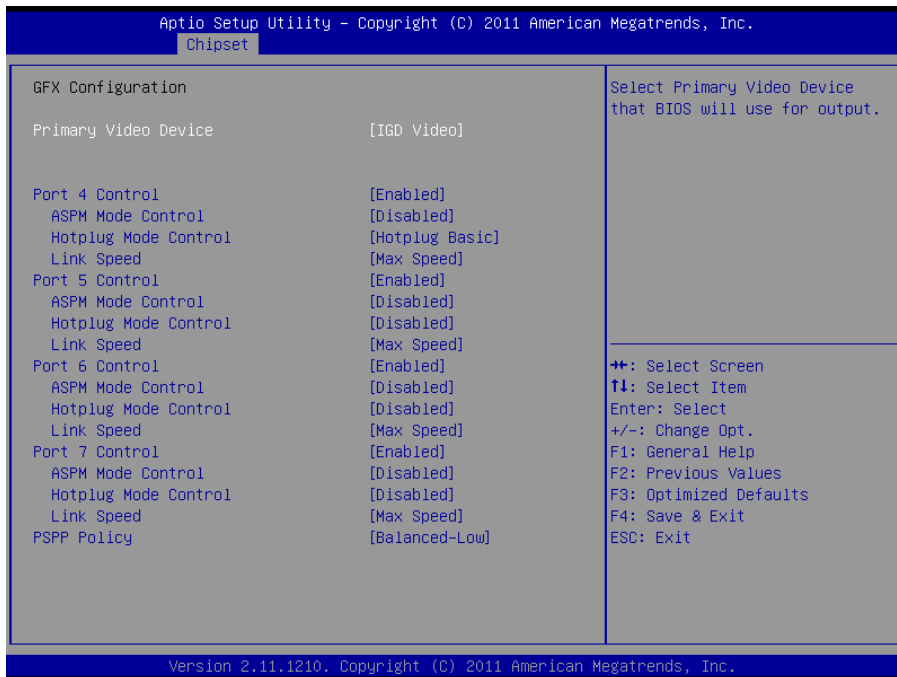 Aptio Setup Utility – Copyright (C) 2011 American Megatrends, Inc.
Chipset
GFX Configuration
Primary Video Device [IGD Video]
Port 4 Control [Enabled]
ASPM Mode Control [Disabled]
Hotplug Mode Control [Hotplug Basic]
Link Speed [Max Speed]
Port 5 Control [Enabled]
ASPM Mode Control [Disabled]
Hotplug Mode Control [Disabled]
Link Speed [Max Speed]
Port 6 Control [Enabled]
ASPM Mode Control [Disabled]
Hotplug Mode Control [Disabled]
Link Speed [Max Speed]
Port 7 Control [Enabled]
ASPM Mode Control [Disabled]
Hotplug Mode Control [Disabled]
Link Speed [Max Speed]
PSPP Policy [Balanced-Low]
Select Primary Video Device
that BIOS will use for output.
→←: Select Screen
↑↓: Select Item
Enter: Select
+/-: Change Opt.
F1: General Help
F2: Previous Values
F3: Optimized Defaults
F4: Save & Exit
ESC: Exit
Version 2.11.1210. Copyright (C) 2011 American Megatrends, Inc.